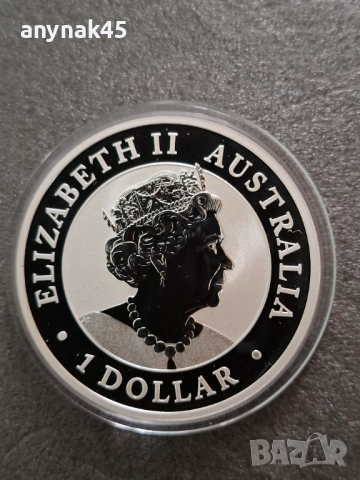 anynak45
ELIZABETH II AUSTRALIA
• 1 DOLLAR •
BAZAR